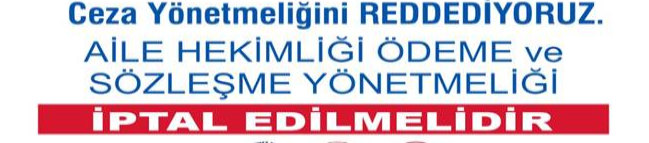 Ceza Yönetmeliğini REDDEDİYORUZ.
AİLE HEKİMLİĞİ ÖDEME ve
SÖZLEŞME YÖNETMELİĞİ
İPTAL EDİLMELİDİR